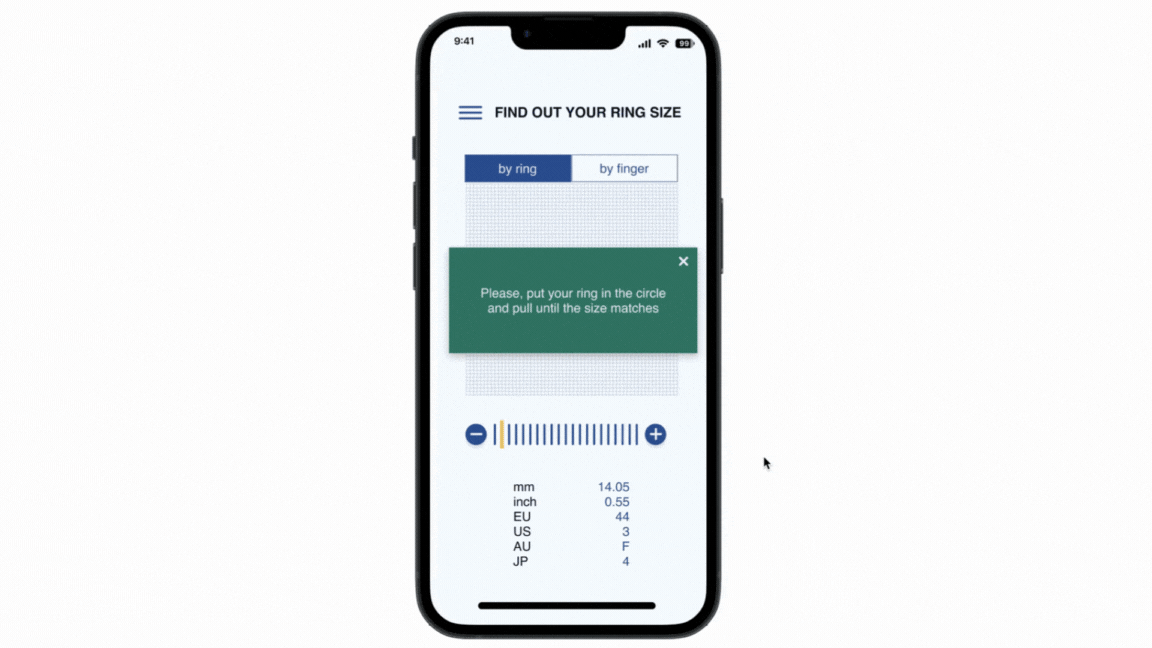 9:41
99
FIND OUT YOUR RING SIZE
by ring
by finger
Please, put your ring in the circle
and pull until the size matches
mm 14.05
inch 0.55
EU 44
US 3
AU F
JP 4